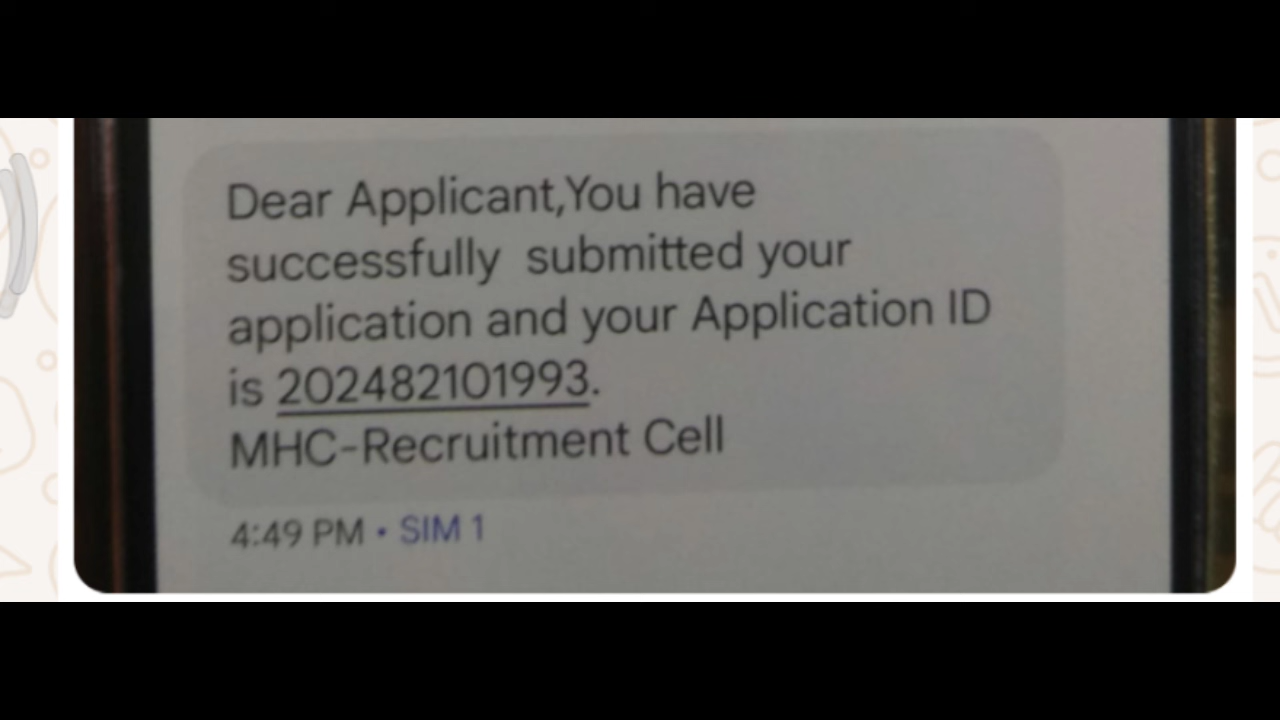 Dear Applicant,You have
successfully  submitted your
application and your Application ID
is 202482101993.
MHC-Recruitment Cell
4:49 PM • SIM 1